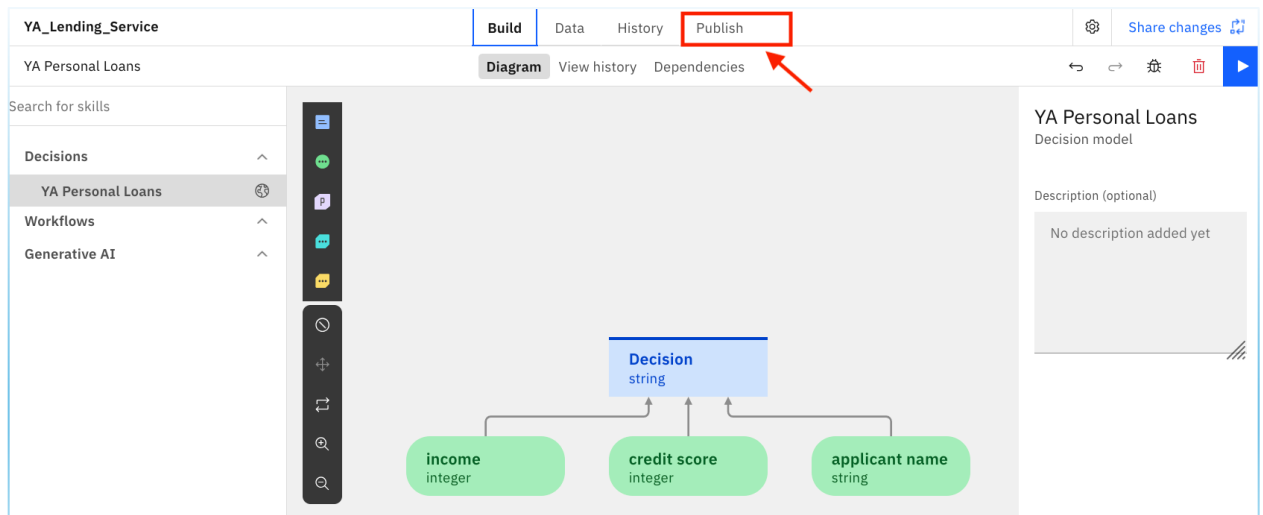 YA_Lending_Service
Build
Data
History
Publish
Share changes
YA Personal Loans
Diagram
View history
Dependencies
Search for skills
Decisions
YA Personal Loans
Workflows
Generative AI
P
Decision
string
income
integer
credit score
integer
applicant name
string
YA Personal Loans
Decision model
Description (optional)
No description added yet